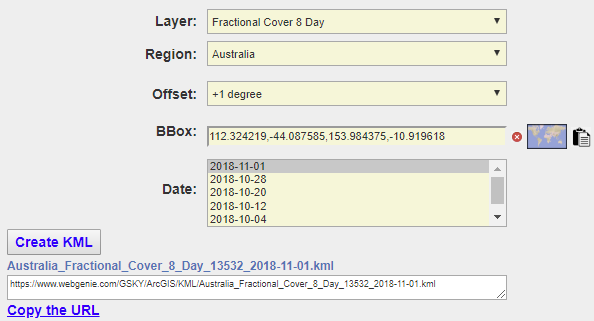 Layer: Fractional Cover 8 Day
Region: Australia
Offset: +1 degree
BBox: 112.324219,-44.087585,153.984375,-10.919618
Date: 2018-11-01
2018-10-28
2018-10-20
2018-10-12
2018-10-04
Create KML
Australia_Fractional_Cover_8_Day_13532_2018-11-01.kml
https://www.webgenie.com/GSKY/ArcGIS/KML/Australia_Fractional_Cover_8_Day_13532_2018-11-01.kml
Copy the URL